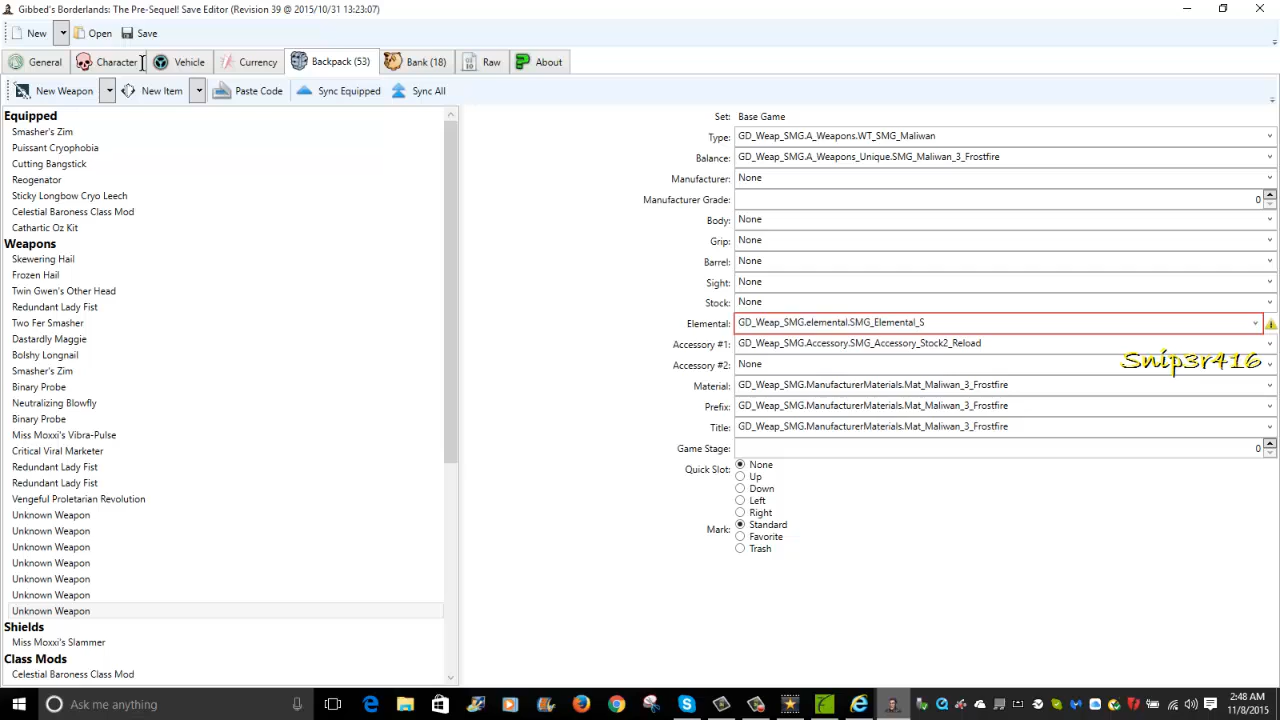 Gibbed's Borderlands: The Pre-Sequel! Save Editor (Revision 39 @ 2015/10/31 13:23:07)
New Open Save
General Character Vehicle Currency Backpack (53) Bank (18) Raw About
New Weapon New Item Paste Code Sync Equipped Sync All
Equipped
Smasher's Zim
Puissant Cryophobia
Cutting Bangstick
Reogenator
Sticky Longbow Cryo Leech
Celestial Baroness Class Mod
Cathartic Oz Kit
Weapons
Skewering Hail
Frozen Hail
Twin Gwen's Other Head
Redundant Lady Fist
Two Fer Smasher
Dastardly Maggie
Bolshy Longnail
Smasher's Zim
Binary Probe
Neutralizing Blowfly
Binary Probe
Miss Moxxi's Vibra-Pulse
Critical Viral Marketer
Redundant Lady Fist
Redundant Lady Fist
Vengeful Proletarian Revolution
Unknown Weapon
Unknown Weapon
Unknown Weapon
Unknown Weapon
Unknown Weapon
Unknown Weapon
Unknown Weapon
Shields
Miss Moxxi's Slammer
Class Mods
Celestial Baroness Class Mod
Set: Base Game
Type: GD_Weap_SMG.A_Weapons.WT_SMG_Maliwan
Balance: GD_Weap_SMG.A_Weapons_Unique.SMG_Maliwan_3_Frostfire
Manufacturer: None
Manufacturer Grade: 0
Body: None
Grip: None
Barrel: None
Sight: None
Stock: None
Elemental: GD_Weap_SMG.elemental.SMG_Elemental_S
Accessory #1: GD_Weap_SMG.Accessory.SMG_Accessory_Stock2_Reload
Snip3r416
Accessory #2: None
Material: GD_Weap_SMG.ManufacturerMaterials.Mat_Maliwan_3_Frostfire
Prefix: GD_Weap_SMG.ManufacturerMaterials.Mat_Maliwan_3_Frostfire
Title: GD_Weap_SMG.ManufacturerMaterials.Mat_Maliwan_3_Frostfire
Game Stage: 0
Quick Slot: None
Up
Down
Left
Right
Mark: Standard
Favorite
Trash
Ask me anything
2:48 AM
11/8/2015